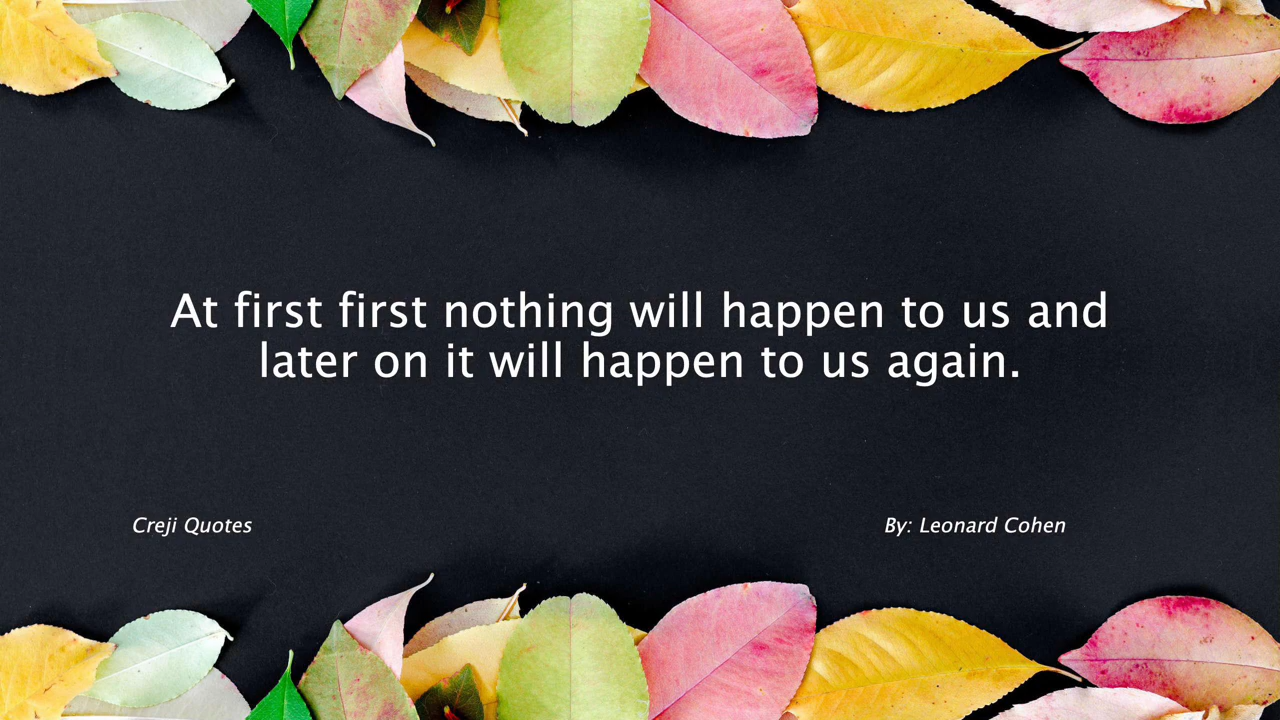 At first first nothing will happen to us and
later on it will happen to us again.
Creji Quotes
By: Leonard Cohen